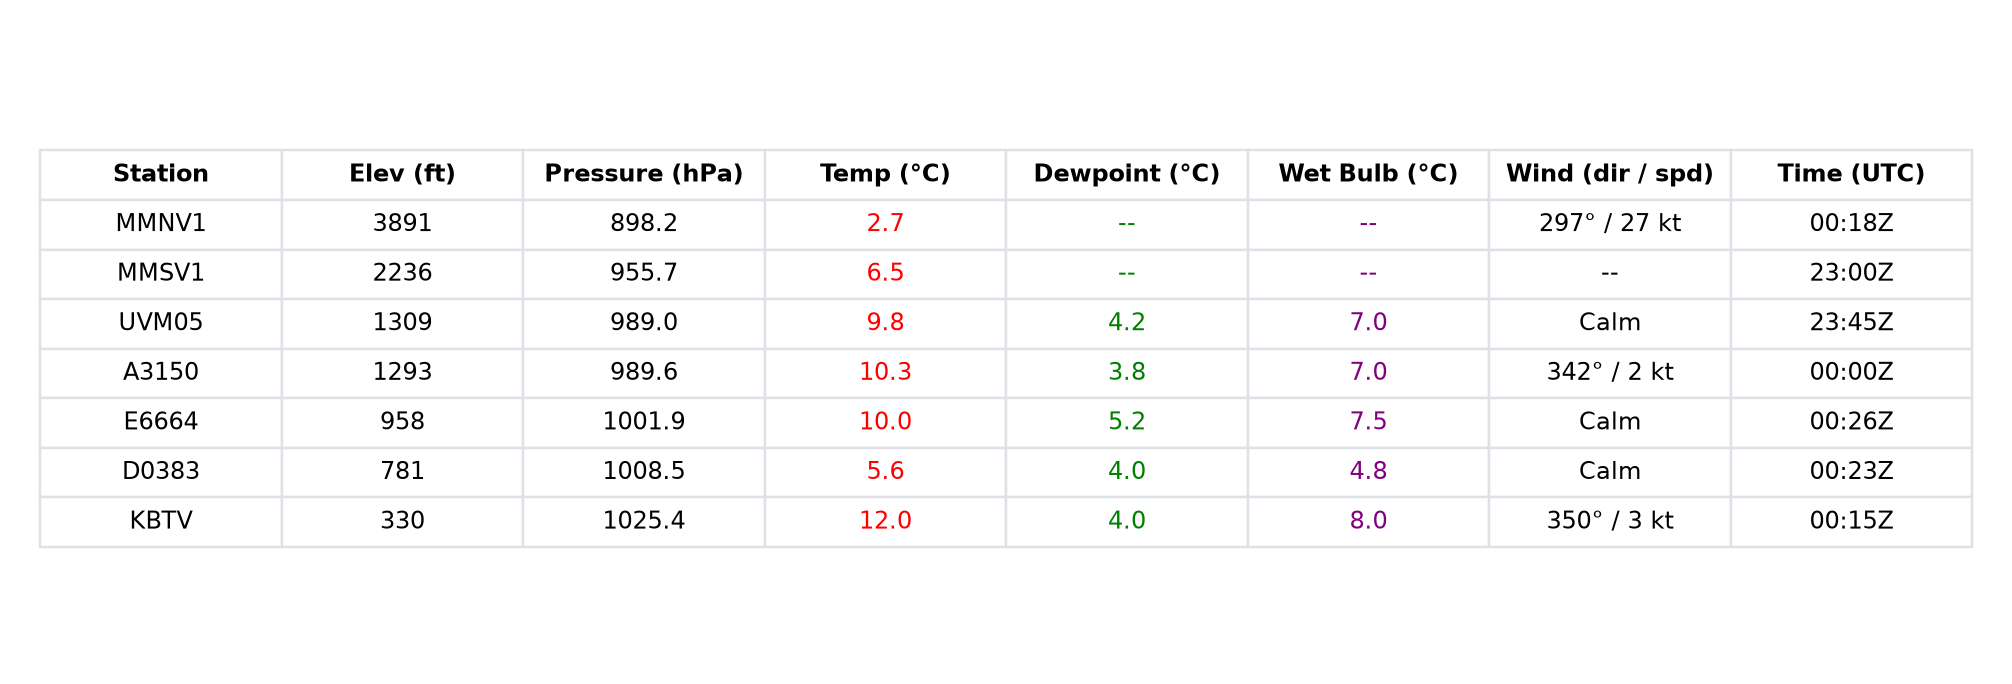 Station Elev (ft) Pressure (hPa) Temp (°C) Dewpoint (°C) Wet Bulb (°C) Wind (dir / spd) Time (UTC)
MMNV1 3891 898.2 2.7 -- -- 297° / 27 kt 00:18Z
MMSV1 2236 955.7 6.5 -- -- -- 23:00Z
UVM05 1309 989.0 9.8 4.2 7.0 Calm 23:45Z
A3150 1293 989.6 10.3 3.8 7.0 342° / 2 kt 00:00Z
E6664 958 1001.9 10.0 5.2 7.5 Calm 00:26Z
D0383 781 1008.5 5.6 4.0 4.8 Calm 00:23Z
KBTV 330 1025.4 12.0 4.0 8.0 350° / 3 kt 00:15Z